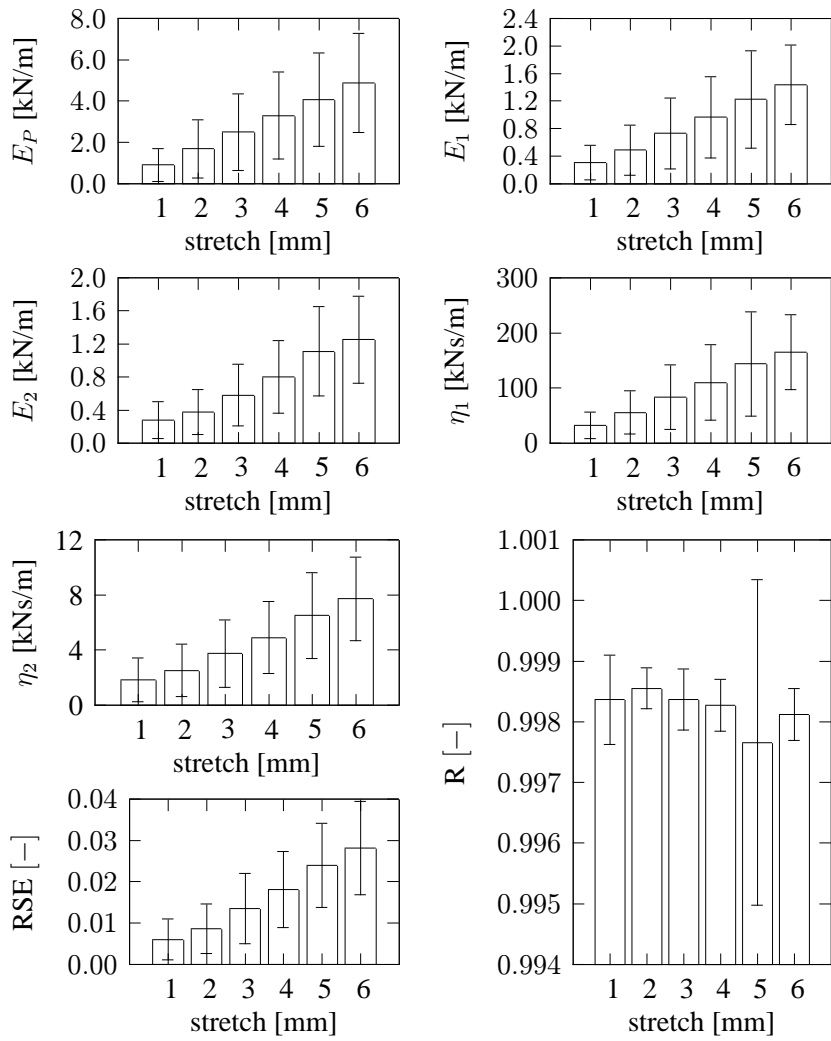 8.0
6.0
4.0
2.0
0.0
E_P [kN/m]
1 2 3 4 5 6
stretch [mm]
2.4
2.0
1.6
1.2
0.8
0.4
0.0
E_1 [kN/m]
1 2 3 4 5 6
stretch [mm]
2.0
1.6
1.2
0.8
0.4
0.0
E_2 [kN/m]
1 2 3 4 5 6
stretch [mm]
300
200
100
0
η_1 [kNs/m]
1 2 3 4 5 6
stretch [mm]
12
8
4
0
η_2 [kNs/m]
1 2 3 4 5 6
stretch [mm]
0.04
0.03
0.02
0.01
0.00
RSE [−]
1 2 3 4 5 6
stretch [mm]
1.001
1.000
0.999
0.998
0.997
0.996
0.995
0.994
R [−]
1 2 3 4 5 6
stretch [mm]